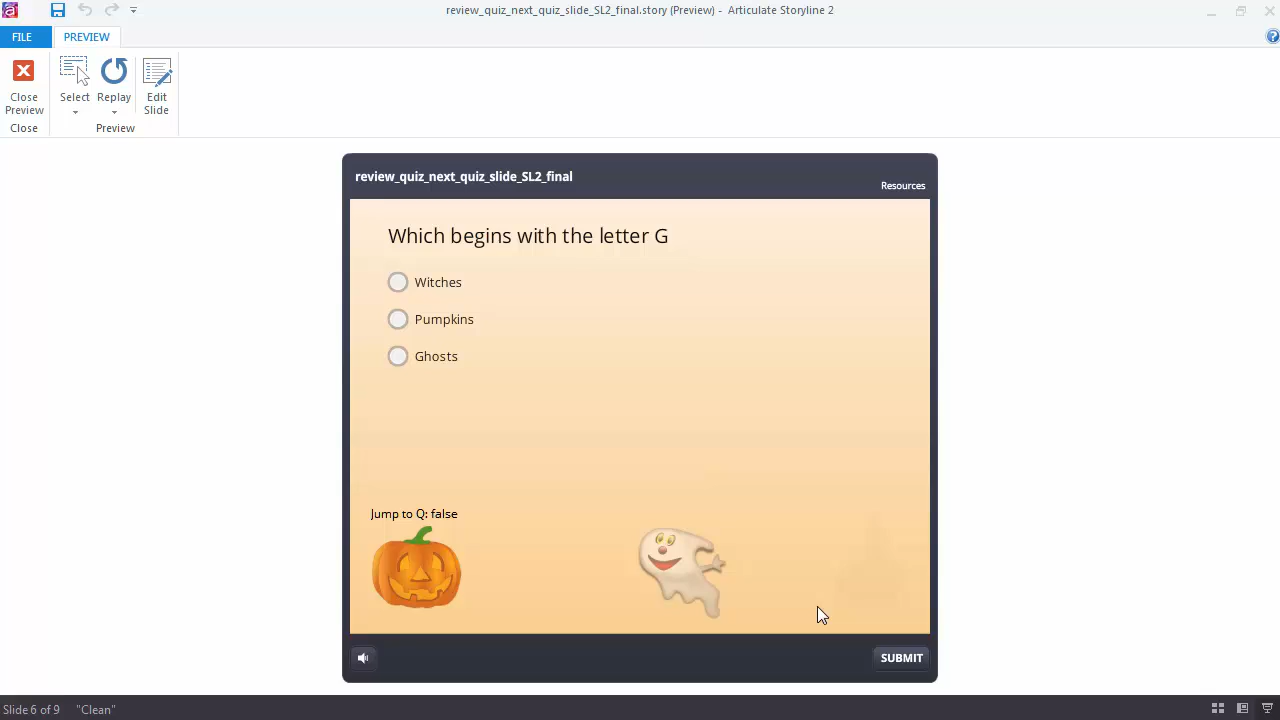 review_quiz_next_quiz_slide_SL2_final.story (Preview) - Articulate Storyline 2
FILE PREVIEW
Close Preview
Select
Replay
Edit Slide
Close
Preview
review_quiz_next_quiz_slide_SL2_final
Resources
Which begins with the letter G
Witches
Pumpkins
Ghosts
Jump to Q: false
SUBMIT
Slide 6 of 9 "Clean"